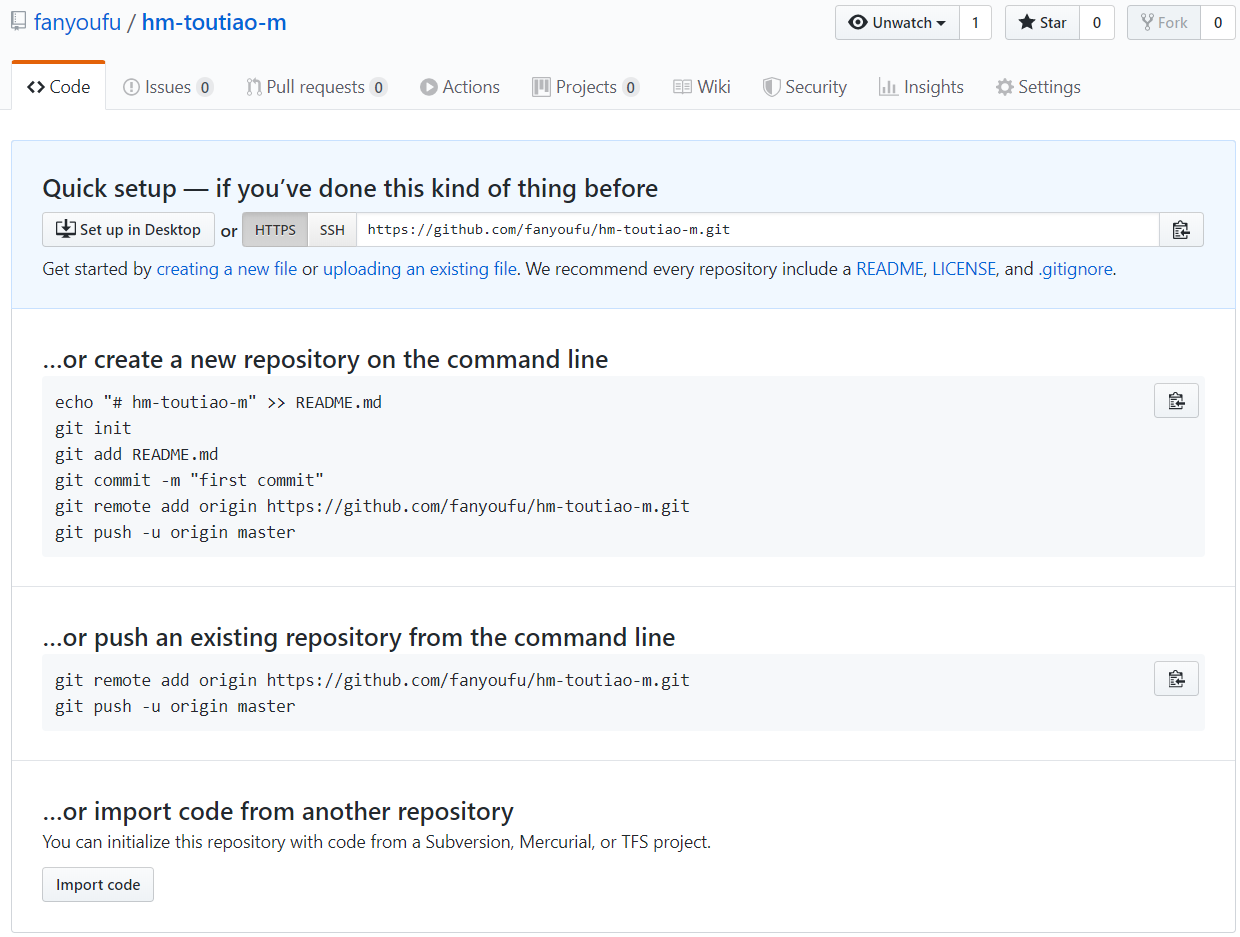 fanyoufu / hm-toutiao-m
Unwatch 1 Star 0 Fork 0
Code Issues 0 Pull requests 0 Actions Projects 0 Wiki Security Insights Settings
Quick setup — if you’ve done this kind of thing before
Set up in Desktop or HTTPS SSH https://github.com/fanyoufu/hm-toutiao-m.git
Get started by creating a new file or uploading an existing file. We recommend every repository include a README, LICENSE, and .gitignore.
…or create a new repository on the command line
echo "# hm-toutiao-m" >> README.md
git init
git add README.md
git commit -m "first commit"
git remote add origin https://github.com/fanyoufu/hm-toutiao-m.git
git push -u origin master
…or push an existing repository from the command line
git remote add origin https://github.com/fanyoufu/hm-toutiao-m.git
git push -u origin master
…or import code from another repository
You can initialize this repository with code from a Subversion, Mercurial, or TFS project.
Import code